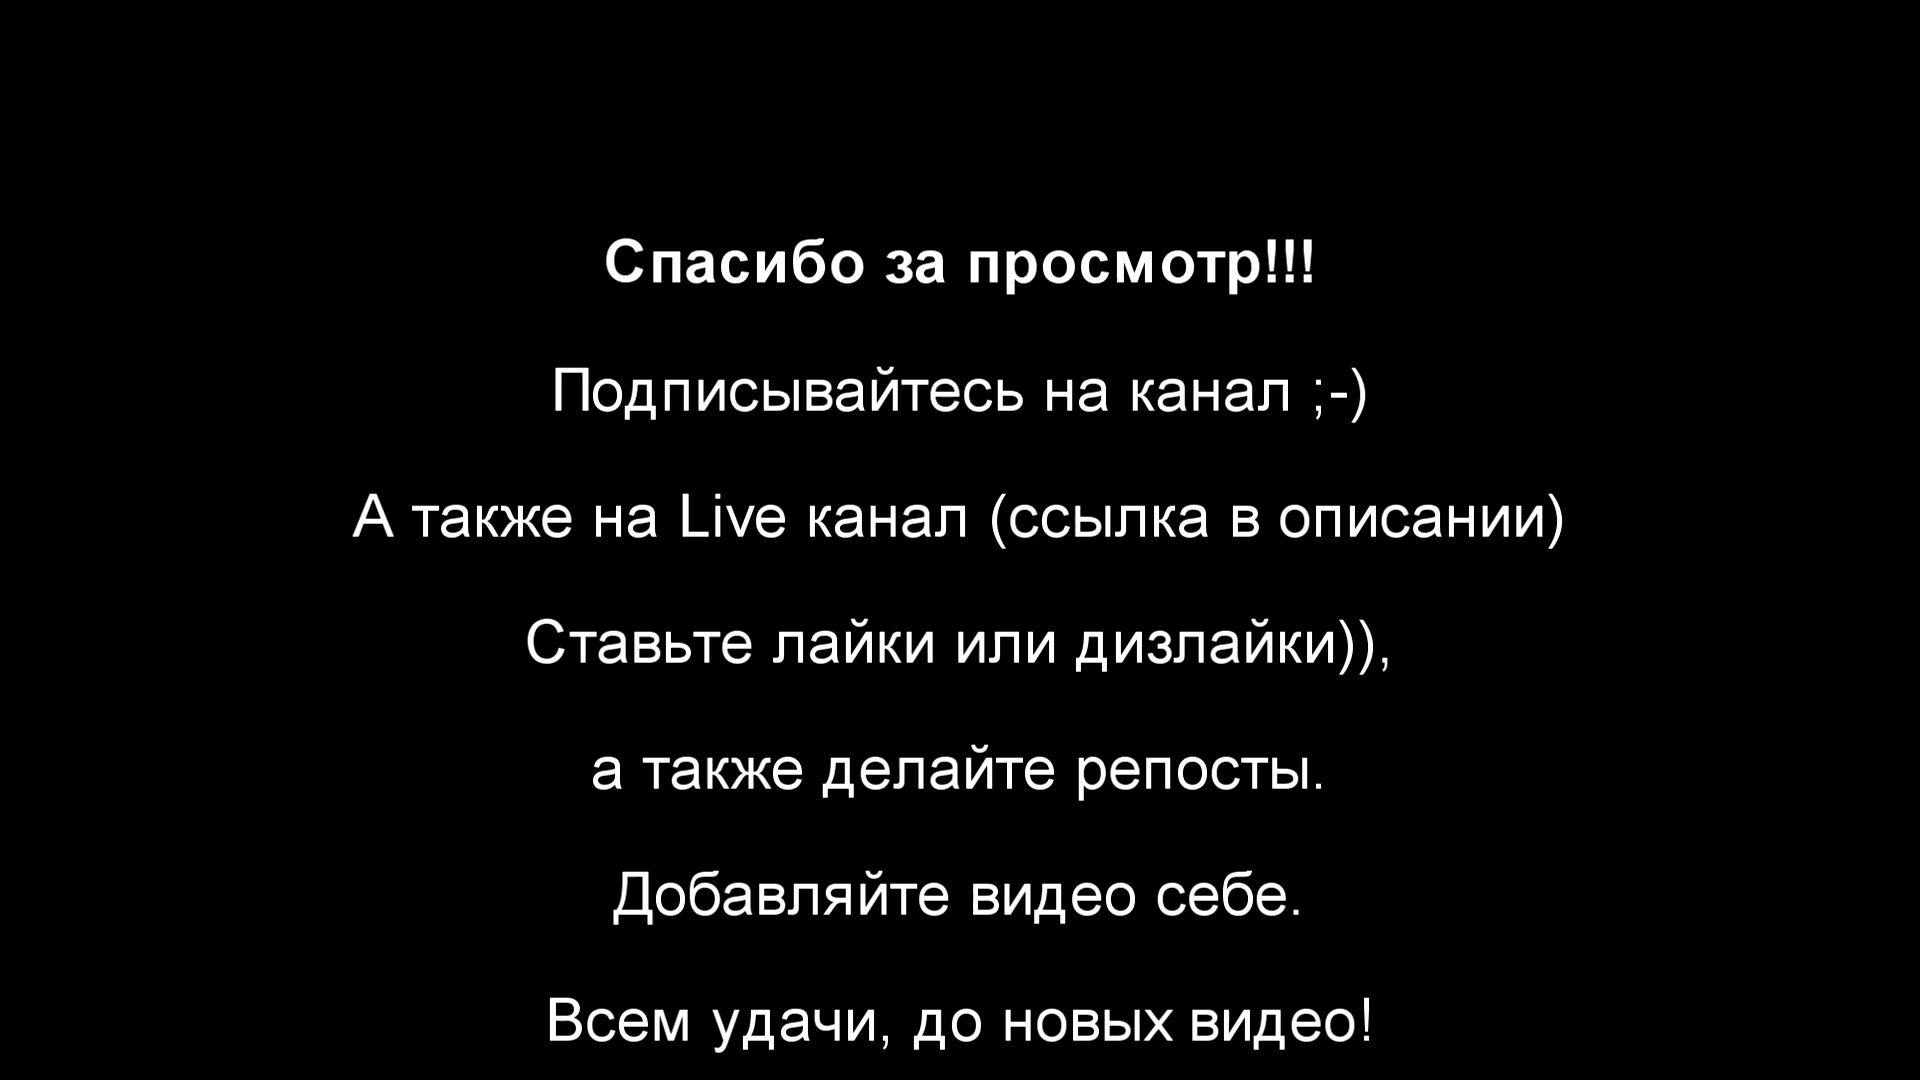 Спасибо за просмотр!!!
Подписывайтесь на канал ;-)
А также на Live канал (ссылка в описании)
Ставьте лайки или дизлайки)),
а также делайте репосты.
Добавляйте видео себе.
Всем удачи, до новых видео!